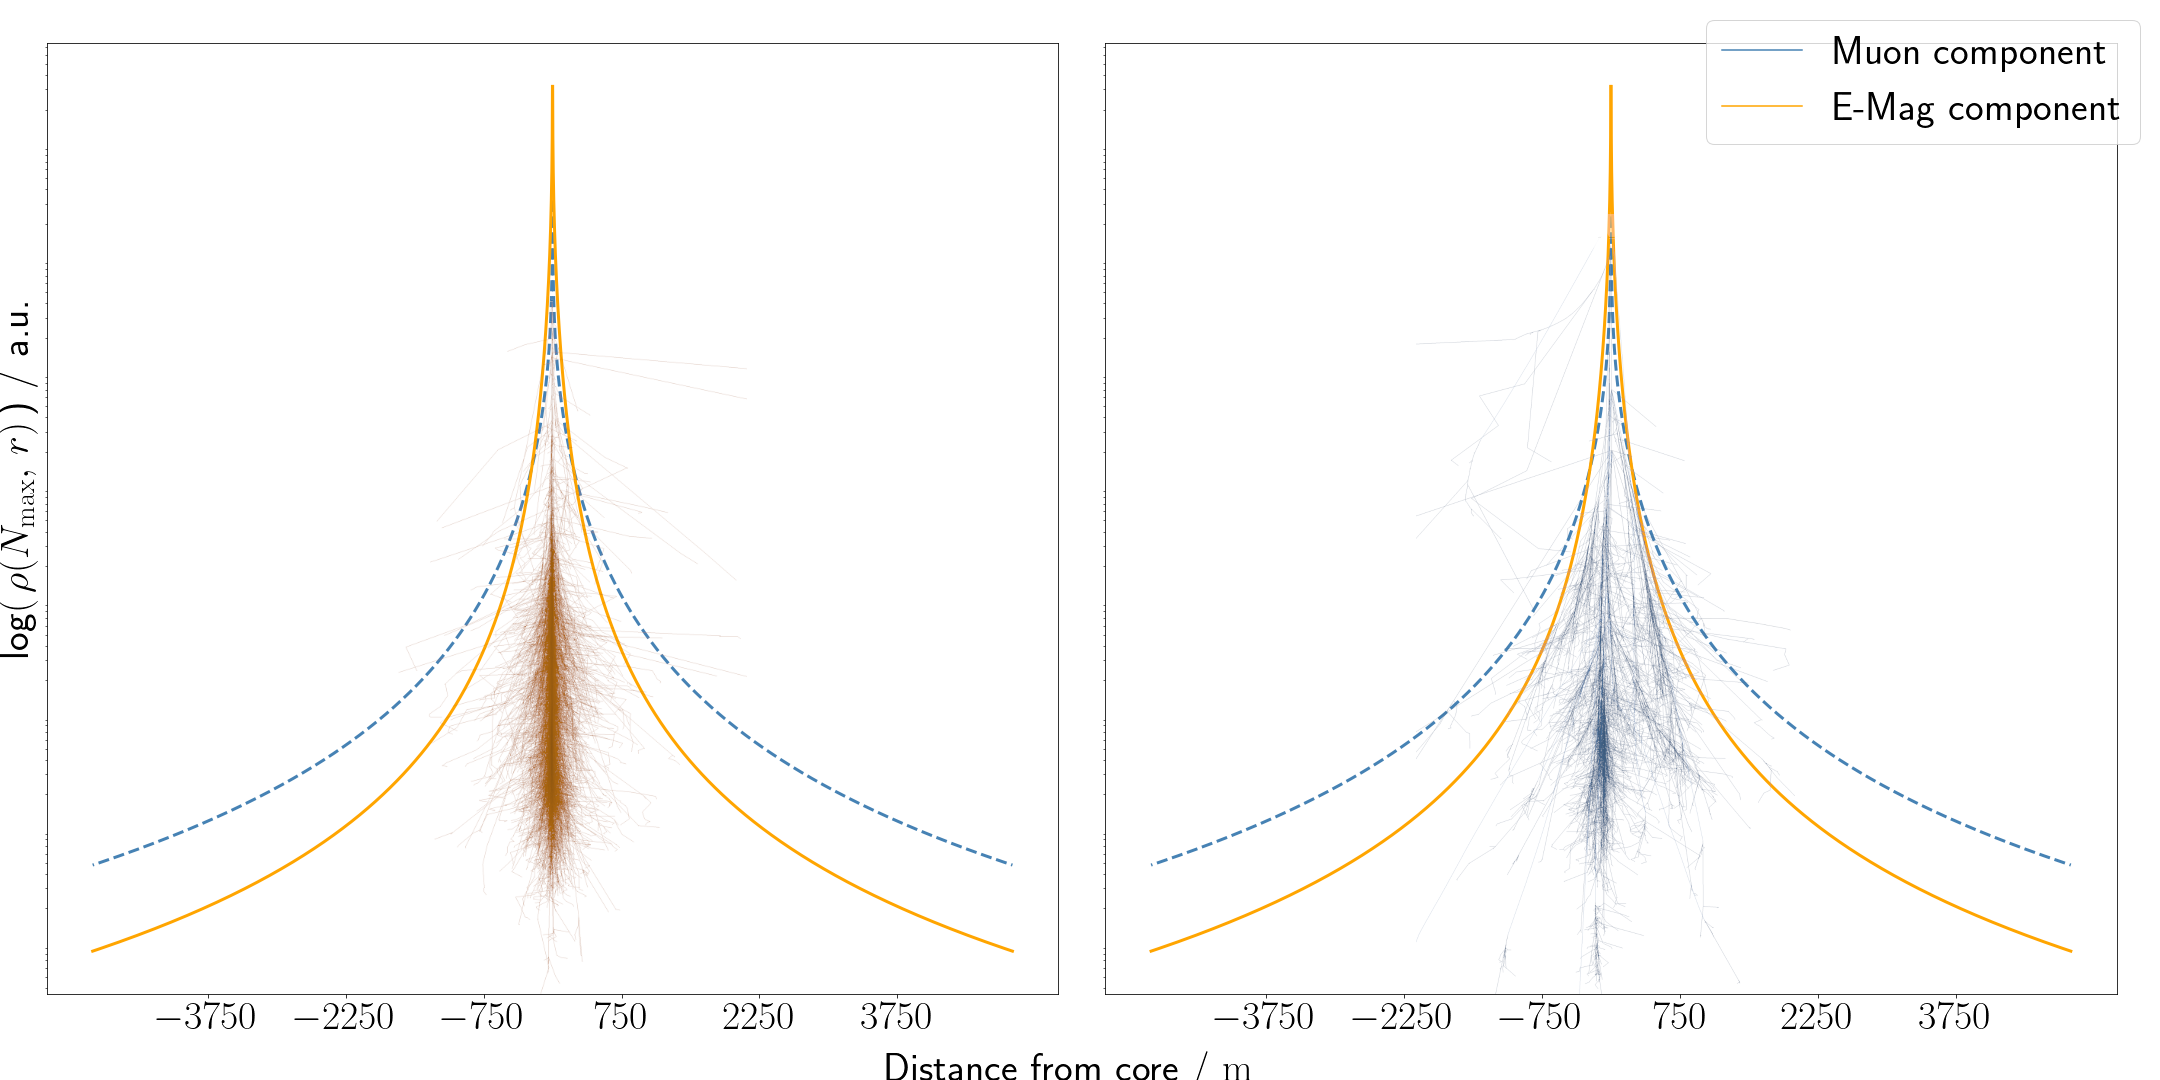 Muon component
E-Mag component
log(ρ(N_max, r)) / a.u.
−3750 −2250 −750 750 2250 3750
−3750 −2250 −750 750 2250 3750
Distance from core / m